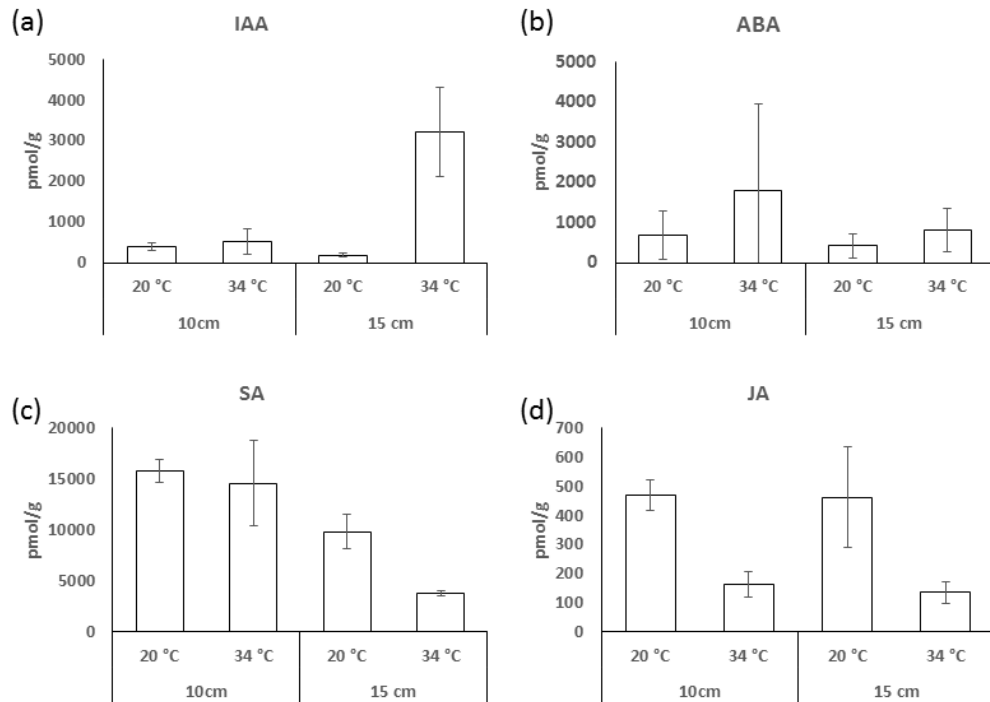 (a)
IAA
pmol/g
5000
4000
3000
2000
1000
0
20 °C 34 °C 20 °C 34 °C
10cm 15 cm
(b)
ABA
pmol/g
5000
4000
3000
2000
1000
0
20 °C 34 °C 20 °C 34 °C
10cm 15 cm
(c)
SA
pmol/g
20000
15000
10000
5000
0
20 °C 34 °C 20 °C 34 °C
10cm 15 cm
(d)
JA
pmol/g
700
600
500
400
300
200
100
0
20 °C 34 °C 20 °C 34 °C
10cm 15 cm